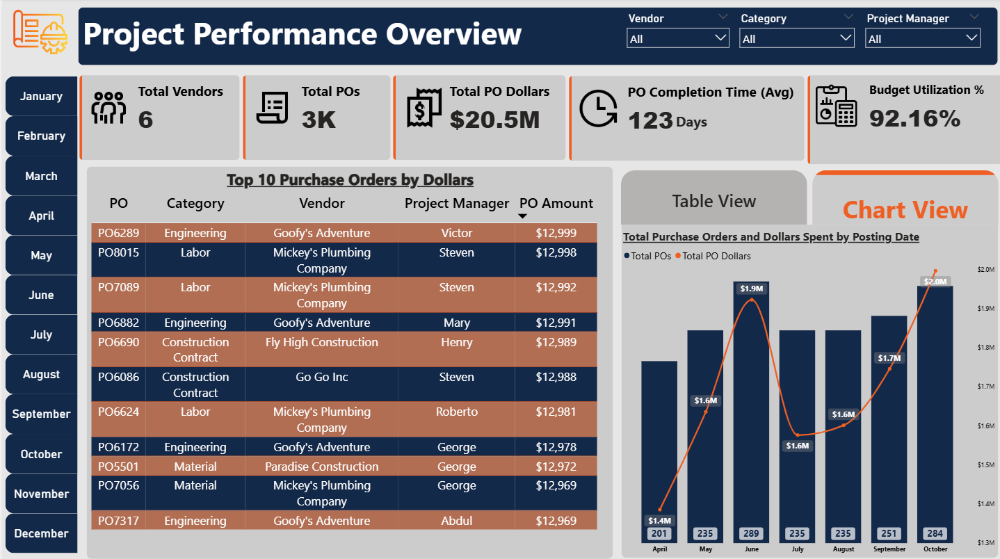 Project Performance Overview
Vendor
All
Category
All
Project Manager
All
January
February
March
April
May
June
July
August
September
October
November
December
Total Vendors
6
Total POs
3K
Total PO Dollars
$20.5M
PO Completion Time (Avg)
123 Days
Budget Utilization %
92.16%
Top 10 Purchase Orders by Dollars
PO Category Vendor Project Manager PO Amount
PO6289 Engineering Goofy's Adventure Victor $12,999
PO8015 Labor Mickey's Plumbing Steven $12,998
Company
PO7089 Labor Mickey's Plumbing Steven $12,992
Company
PO6882 Engineering Goofy's Adventure Mary $12,991
PO6690 Construction Fly High Construction Henry $12,989
Contract
PO6086 Construction Go Go Inc Steven $12,988
Contract
PO6624 Labor Mickey's Plumbing Roberto $12,981
Company
PO6172 Engineering Goofy's Adventure George $12,978
PO5501 Material Paradise Construction George $12,972
PO7056 Material Mickey's Plumbing George $12,969
Company
PO7317 Engineering Goofy's Adventure Abdul $12,969
Table View
Chart View
Total Purchase Orders and Dollars Spent by Posting Date
Total POs Total PO Dollars
$2.0M
$1.9M
$1.8M
$1.7M
$1.6M
$1.5M
$1.4M
$1.3M
$1.4M
$1.6M
$1.9M
$1.6M
$1.6M
$1.7M
$2.0M
201 235 289 235 235 251 284
April May June July August September October